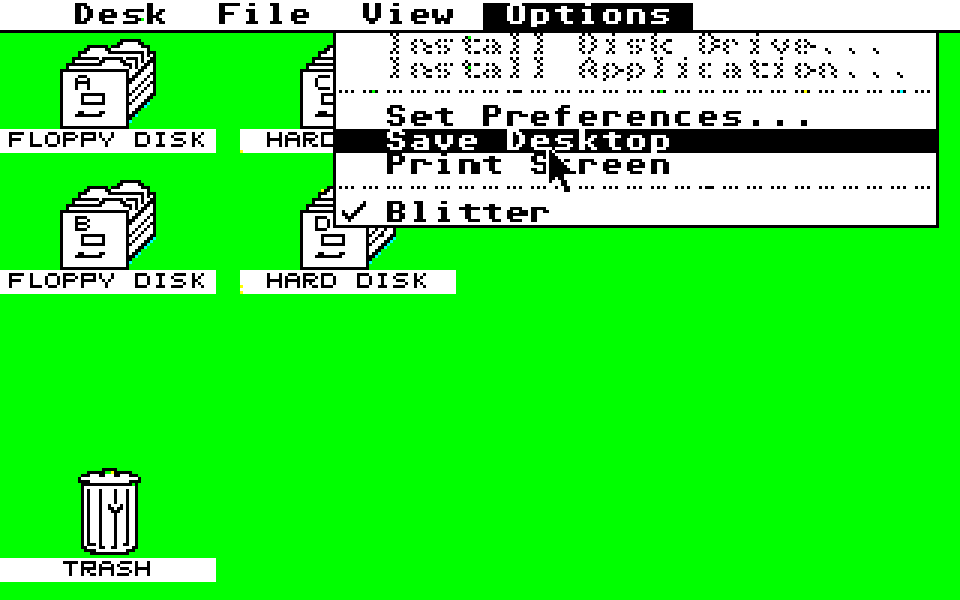 Desk File View Options
Install Disk Drive...
Install Application...
Set Preferences...
Save Desktop
Print Screen
✓ Blitter
A
FLOPPY DISK
C
HARD
B
FLOPPY DISK
D
HARD DISK
TRASH